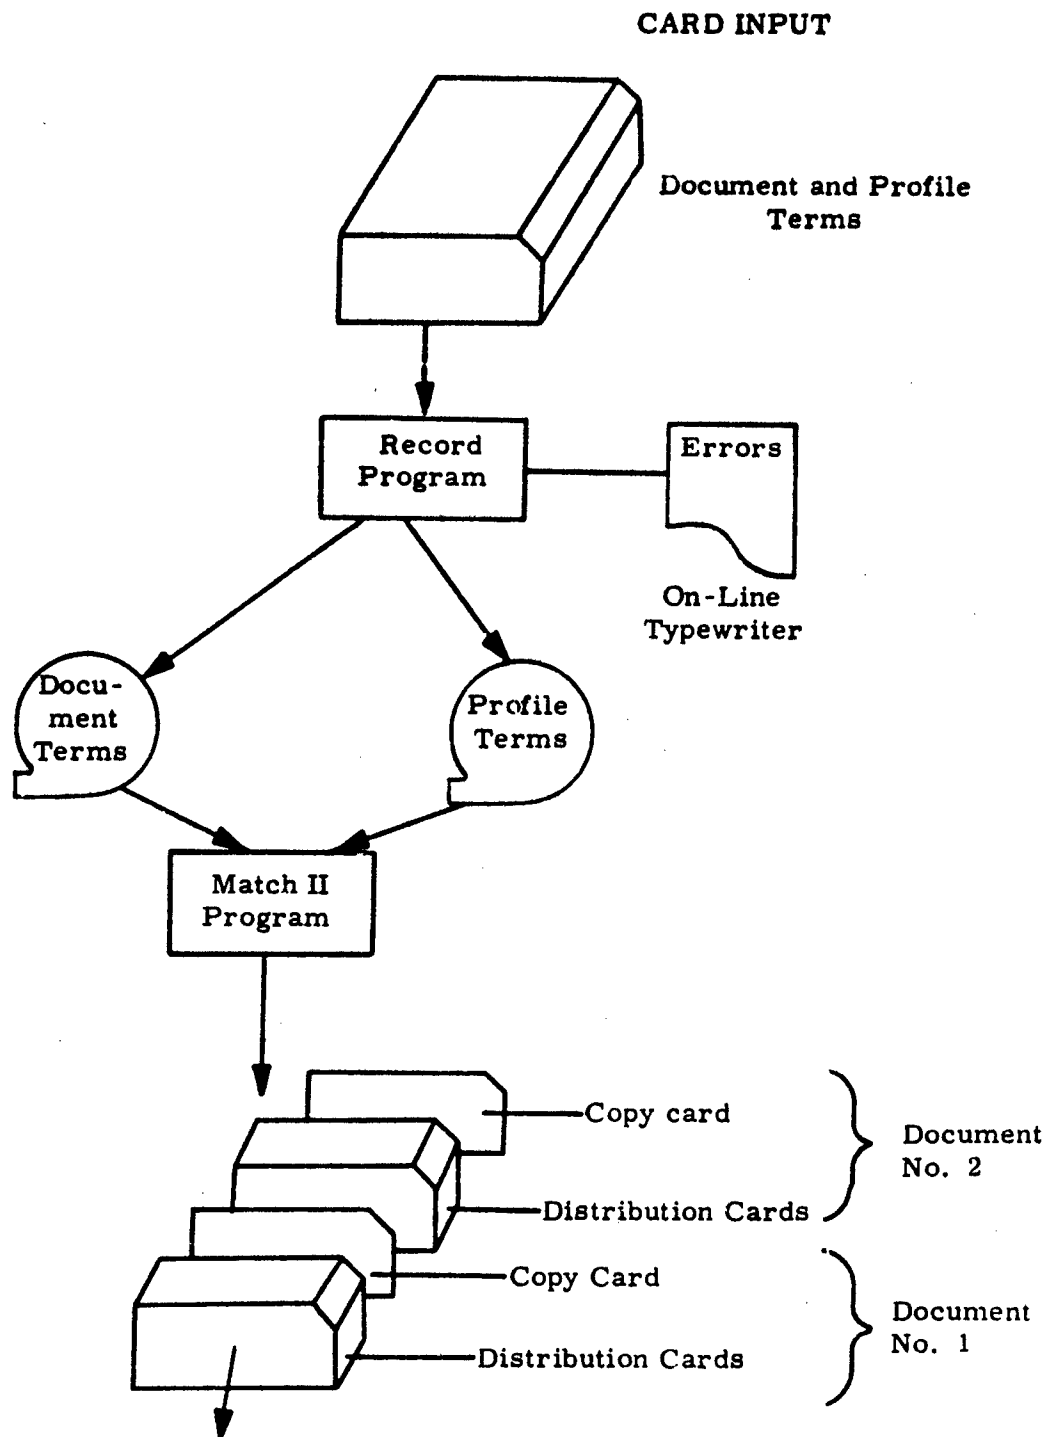 CARD INPUT
Document and Profile
Terms
Record
Program
Errors
On-Line
Typewriter
Docu-
ment
Terms
Profile
Terms
Match II
Program
Copy card
Document
No. 2
Distribution Cards
Copy Card
Document
No. 1
Distribution Cards